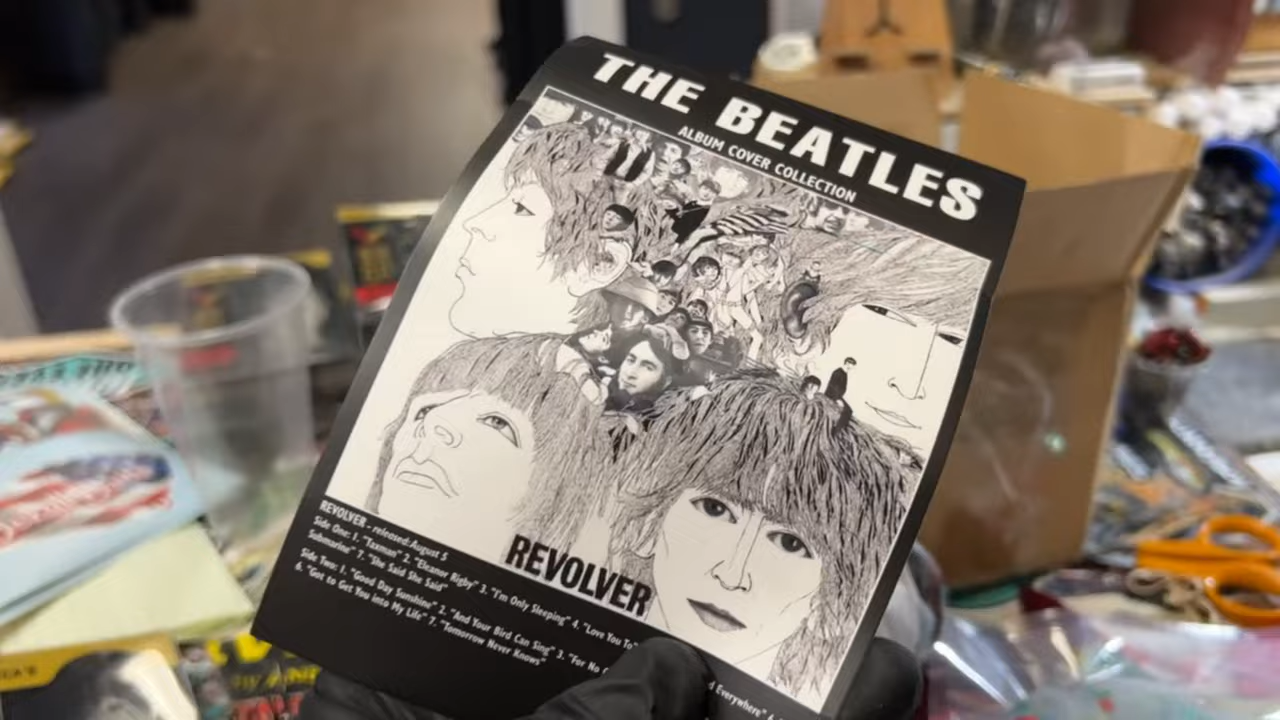 THE BEATLES
ALBUM COVER COLLECTION
REVOLVER
REVOLVER - released: August 5
Side One: 1. "Taxman" 2. "Eleanor Rigby" 3. "I'm Only Sleeping" 4. "Love You To"
Submarine" 7. "She Said She Said"
Side Two: 1. "Good Day Sunshine" 2. "And Your Bird Can Sing" 3. "For No
Everywhere" 6.
6. "Got to Get You into My Life" 7. "Tomorrow Never Knows"